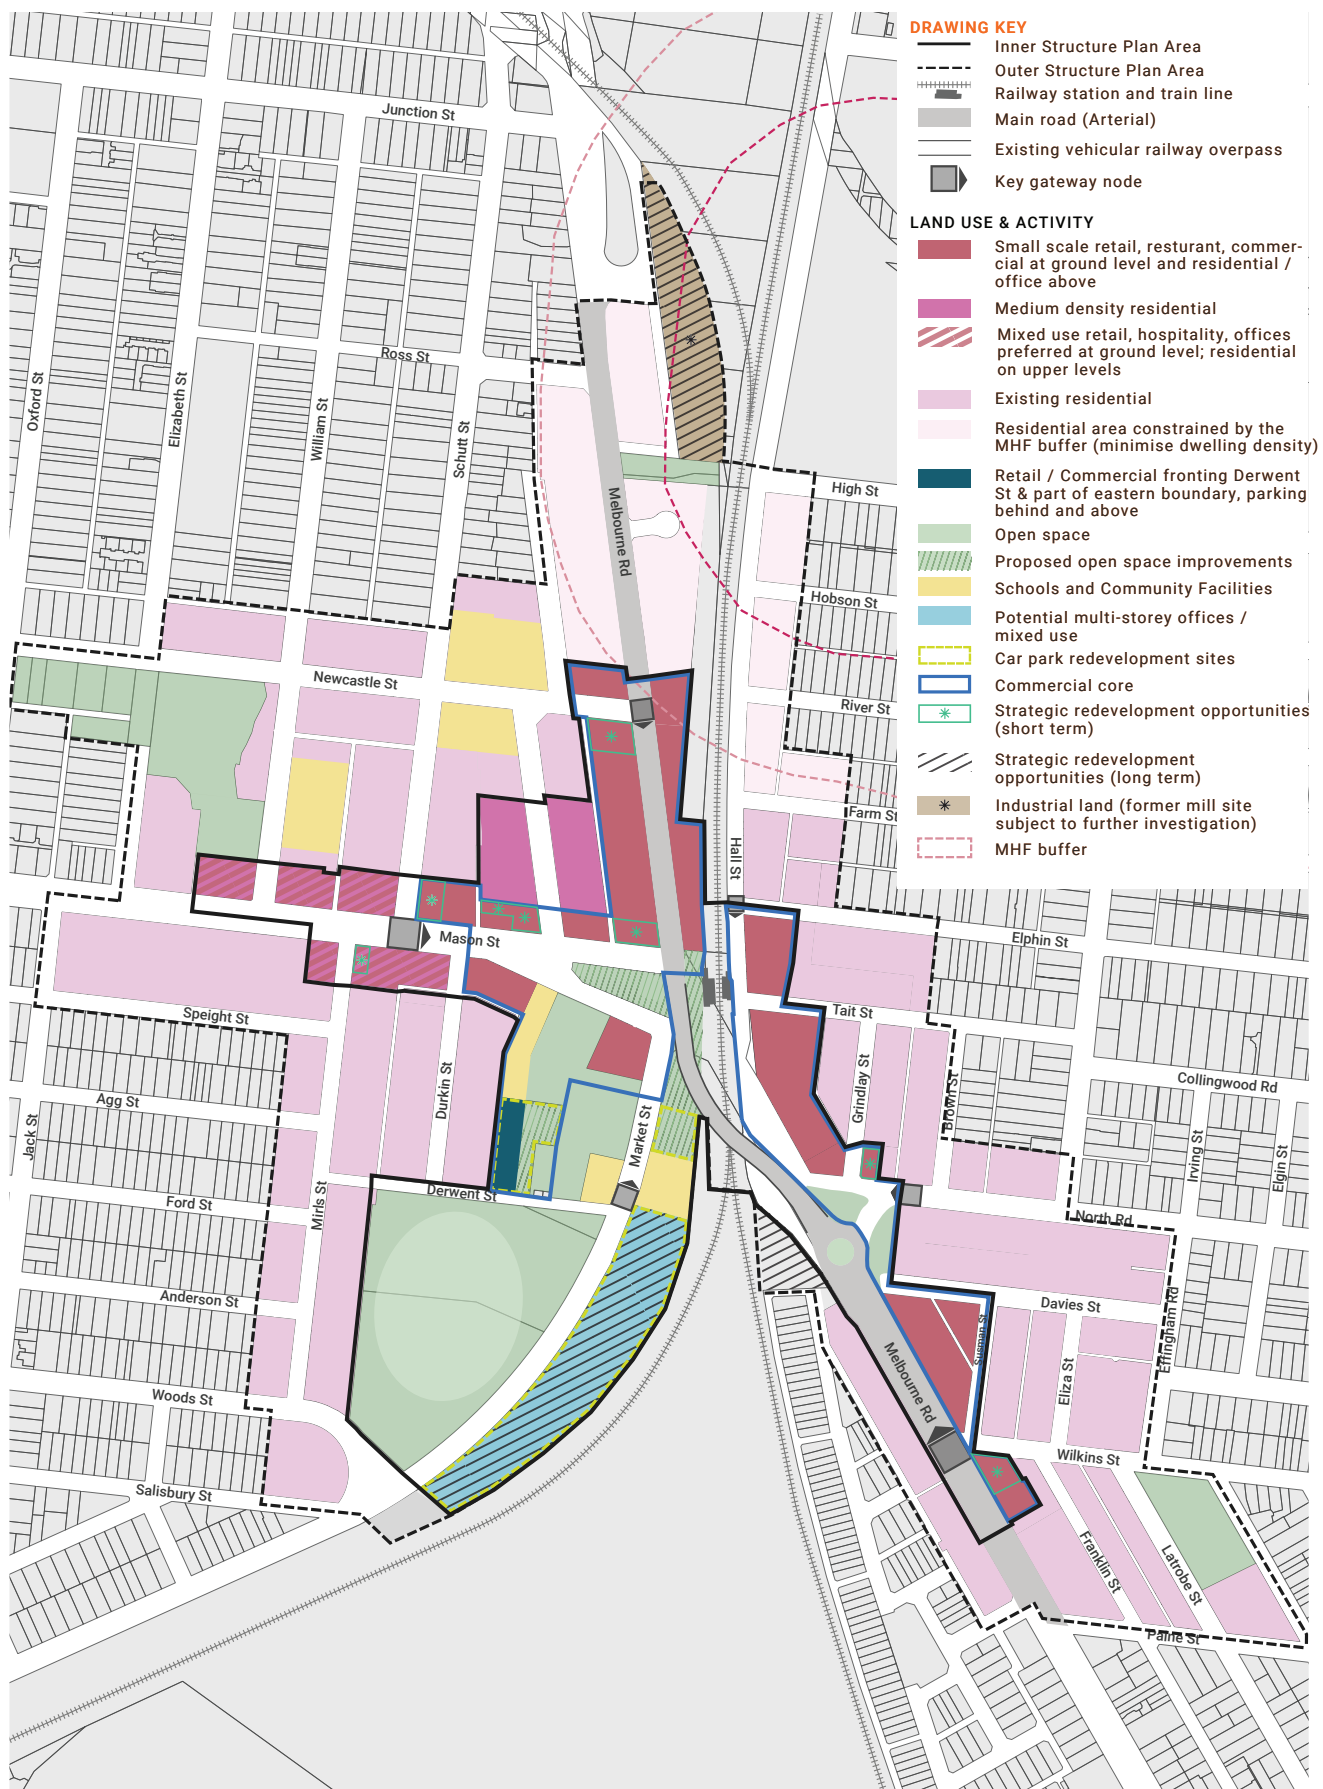 DRAWING KEY
Inner Structure Plan Area
Outer Structure Plan Area
Railway station and train line
Main road (Arterial)
Existing vehicular railway overpass
Key gateway node
LAND USE & ACTIVITY
Small scale retail, resturant, commer-
cial at ground level and residential /
office above
Medium density residential
Mixed use retail, hospitality, offices
preferred at ground level; residential
on upper levels
Existing residential
Residential area constrained by the
MHF buffer (minimise dwelling density)
Retail / Commercial fronting Derwent
St & part of eastern boundary, parking
behind and above
Open space
Proposed open space improvements
Schools and Community Facilities
Potential multi-storey offices /
mixed use
Car park redevelopment sites
Commercial core
Strategic redevelopment opportunities
(short term)
Strategic redevelopment
opportunities (long term)
Industrial land (former mill site
subject to further investigation)
MHF buffer
Junction St
Ross St
Oxford St
Elizabeth St
William St
Schutt St
Melbourne Rd
High St
Hobson St
River St
Farm St
Newcastle St
Hall St
Mason St
Elphin St
Tait St
Speight St
Collingwood Rd
Grindlay St
Brown St
Durkin St
Agg St
Jack St
Market St
Irving St
Elgin St
Derwent St
Ford St
Mirls St
North Rd
Anderson St
Davies St
Effingham Rd
Susman St
Eliza St
Melbourne Rd
Woods St
Wilkins St
Salisbury St
Franklin St
Latrobe St
Paine St